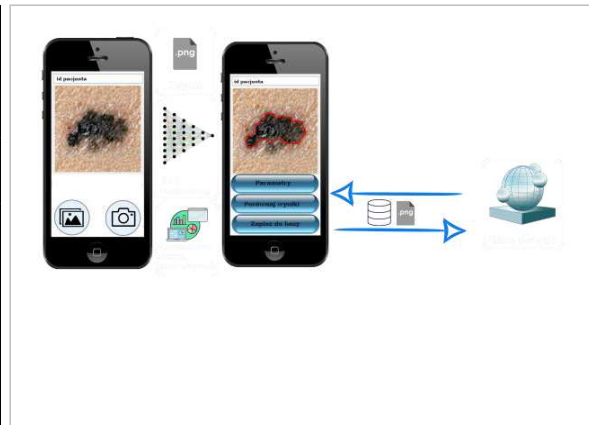 id pacjenta
.png
id pacjenta
Parametry
Porównaj wyniki
Zapisz do bazy
.png